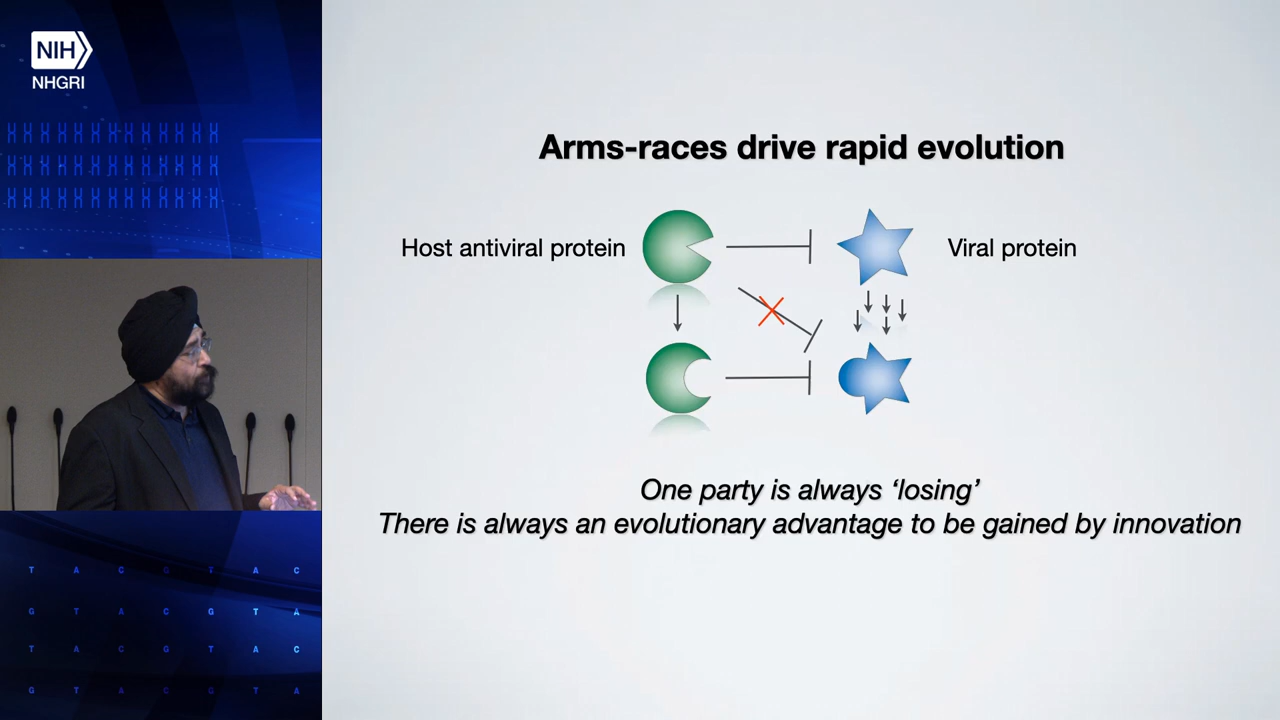 NIH
NHGRI
Arms-races drive rapid evolution
Host antiviral protein
Viral protein
One party is always ‘losing’
There is always an evolutionary advantage to be gained by innovation
T A C G T A C
G T A C G T A
T A C G T A C
G T A C G T A